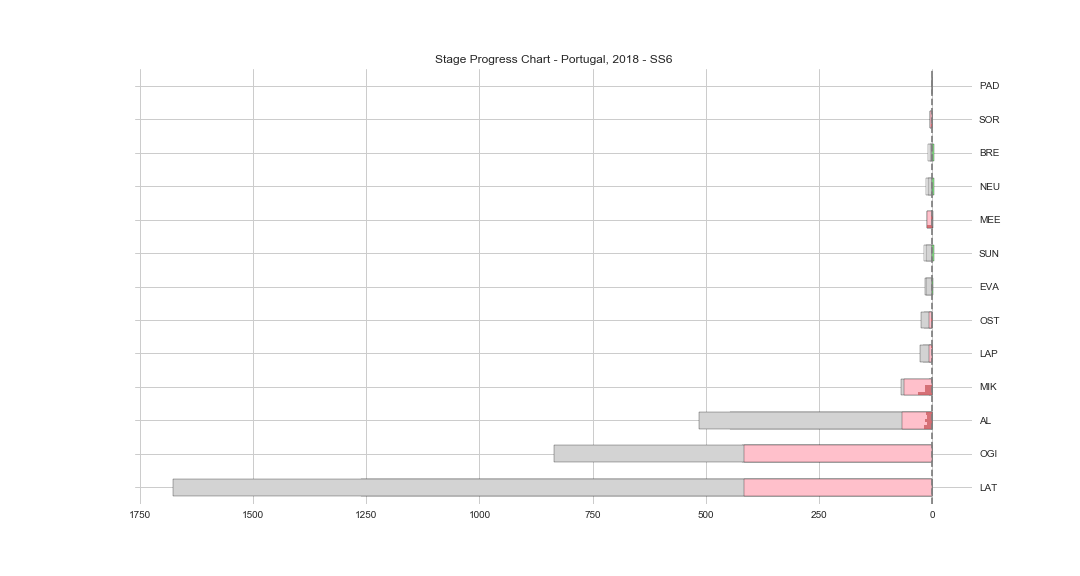 Stage Progress Chart - Portugal, 2018 - SS6
PAD
SOR
BRE
NEU
MEE
SUN
EVA
OST
LAP
MIK
AL
OGI
LAT
1750 1500 1250 1000 750 500 250 0